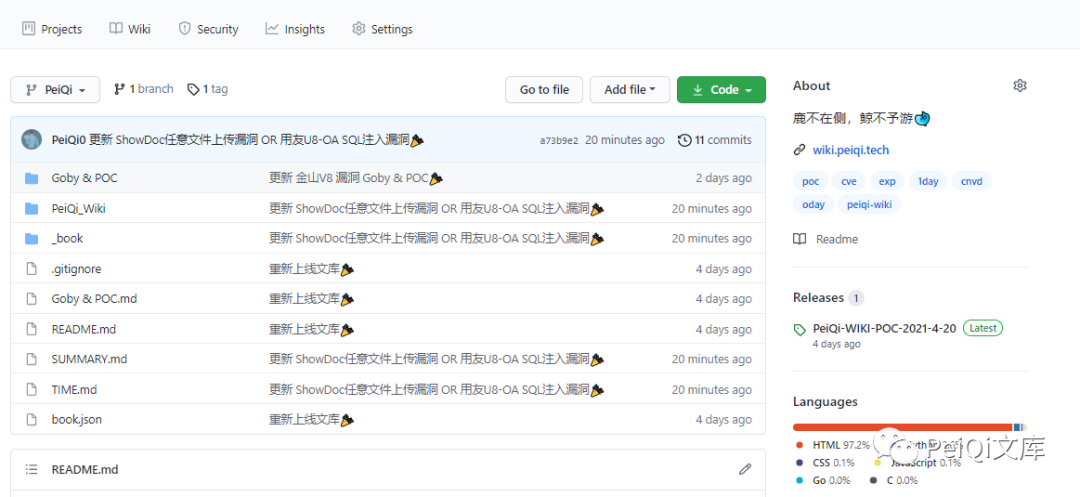 Projects Wiki Security Insights Settings
PeiQi 1 branch 1 tag Go to file Add file Code
PeiQi0 更新 ShowDoc任意文件上传漏洞 OR 用友U8-OA SQL注入漏洞 a73b9e2 20 minutes ago 11 commits
Goby & POC 更新 金山V8 漏洞 Goby & POC 2 days ago
PeiQi_Wiki 更新 ShowDoc任意文件上传漏洞 OR 用友U8-OA SQL注入漏洞 20 minutes ago
_book 更新 ShowDoc任意文件上传漏洞 OR 用友U8-OA SQL注入漏洞 20 minutes ago
.gitignore 重新上线文库 4 days ago
Goby & POC.md 重新上线文库 4 days ago
README.md 重新上线文库 4 days ago
SUMMARY.md 更新 ShowDoc任意文件上传漏洞 OR 用友U8-OA SQL注入漏洞 20 minutes ago
TIME.md 更新 ShowDoc任意文件上传漏洞 OR 用友U8-OA SQL注入漏洞 20 minutes ago
book.json 重新上线文库 4 days ago
README.md
About
鹿不在侧，鲸不予游
wiki.peiqi.tech
poc cve exp 1day cnvd
oday peiqi-wiki
Readme
Releases 1
PeiQi-WIKI-POC-2021-4-20 Latest
4 days ago
Languages
HTML 97.2%
CSS 0.1% JavaScript 0.1%
Go 0.0% C 0.0%
PeiQi文库